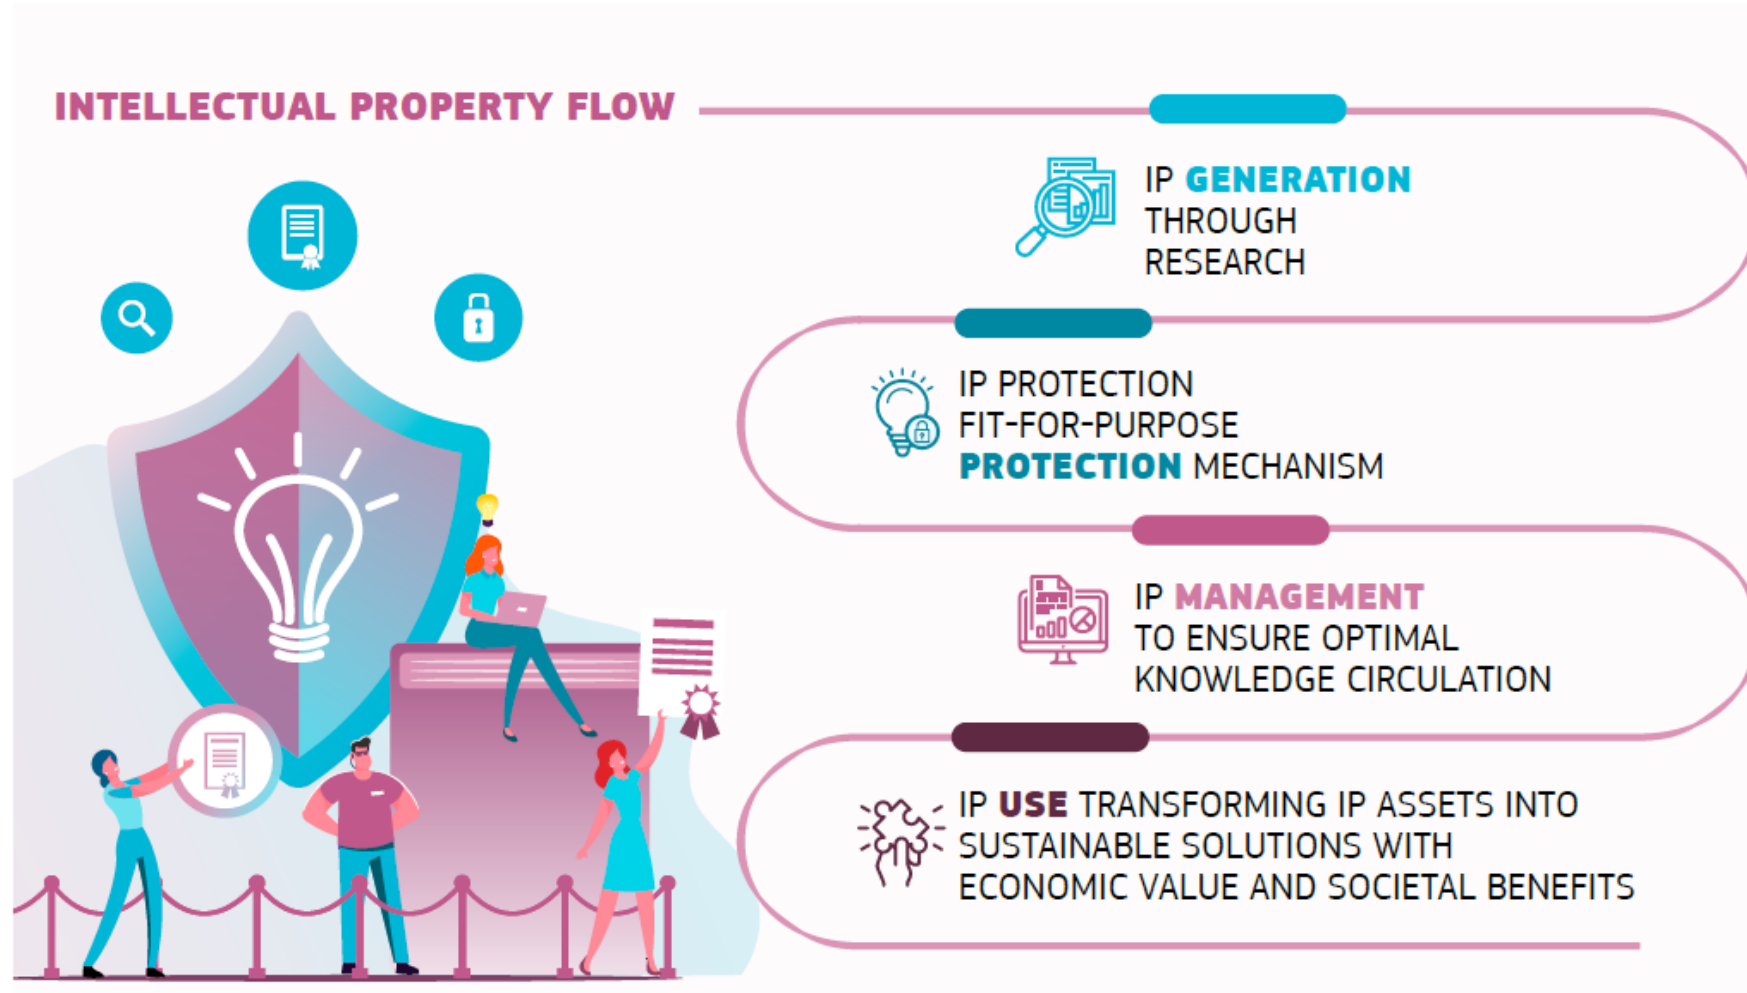 INTELLECTUAL PROPERTY FLOW
IP GENERATION
THROUGH
RESEARCH
IP PROTECTION
FIT-FOR-PURPOSE
PROTECTION MECHANISM
IP MANAGEMENT
TO ENSURE OPTIMAL
KNOWLEDGE CIRCULATION
IP USE TRANSFORMING IP ASSETS INTO
SUSTAINABLE SOLUTIONS WITH
ECONOMIC VALUE AND SOCIETAL BENEFITS